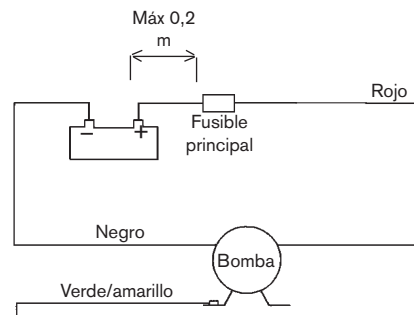 Máx 0,2
m
Rojo
– +
Fusible
principal
Negro
Bomba
Verde/amarillo